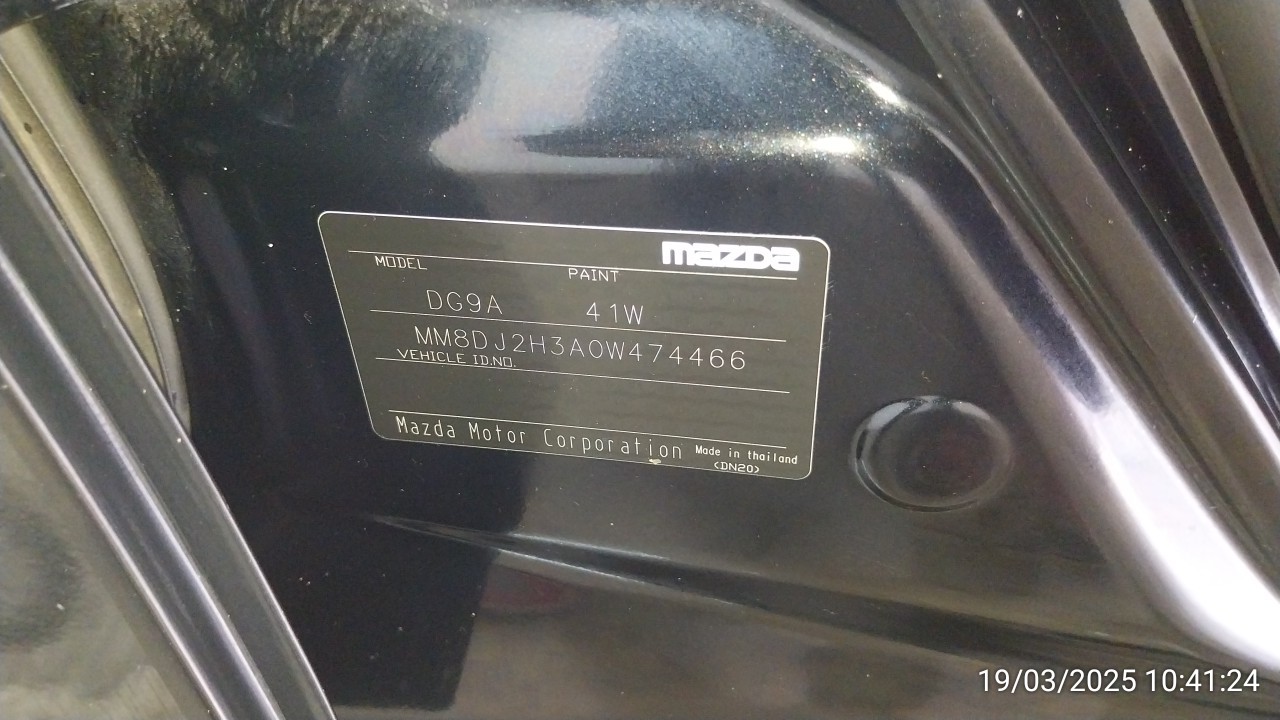 mazda
MODEL PAINT
DG9A 41W
MM8DJ2H3A0W474466
VEHICLE ID.NO.
Mazda Motor Corporation Made in thailand
(DN20)
19/03/2025 10:41:24